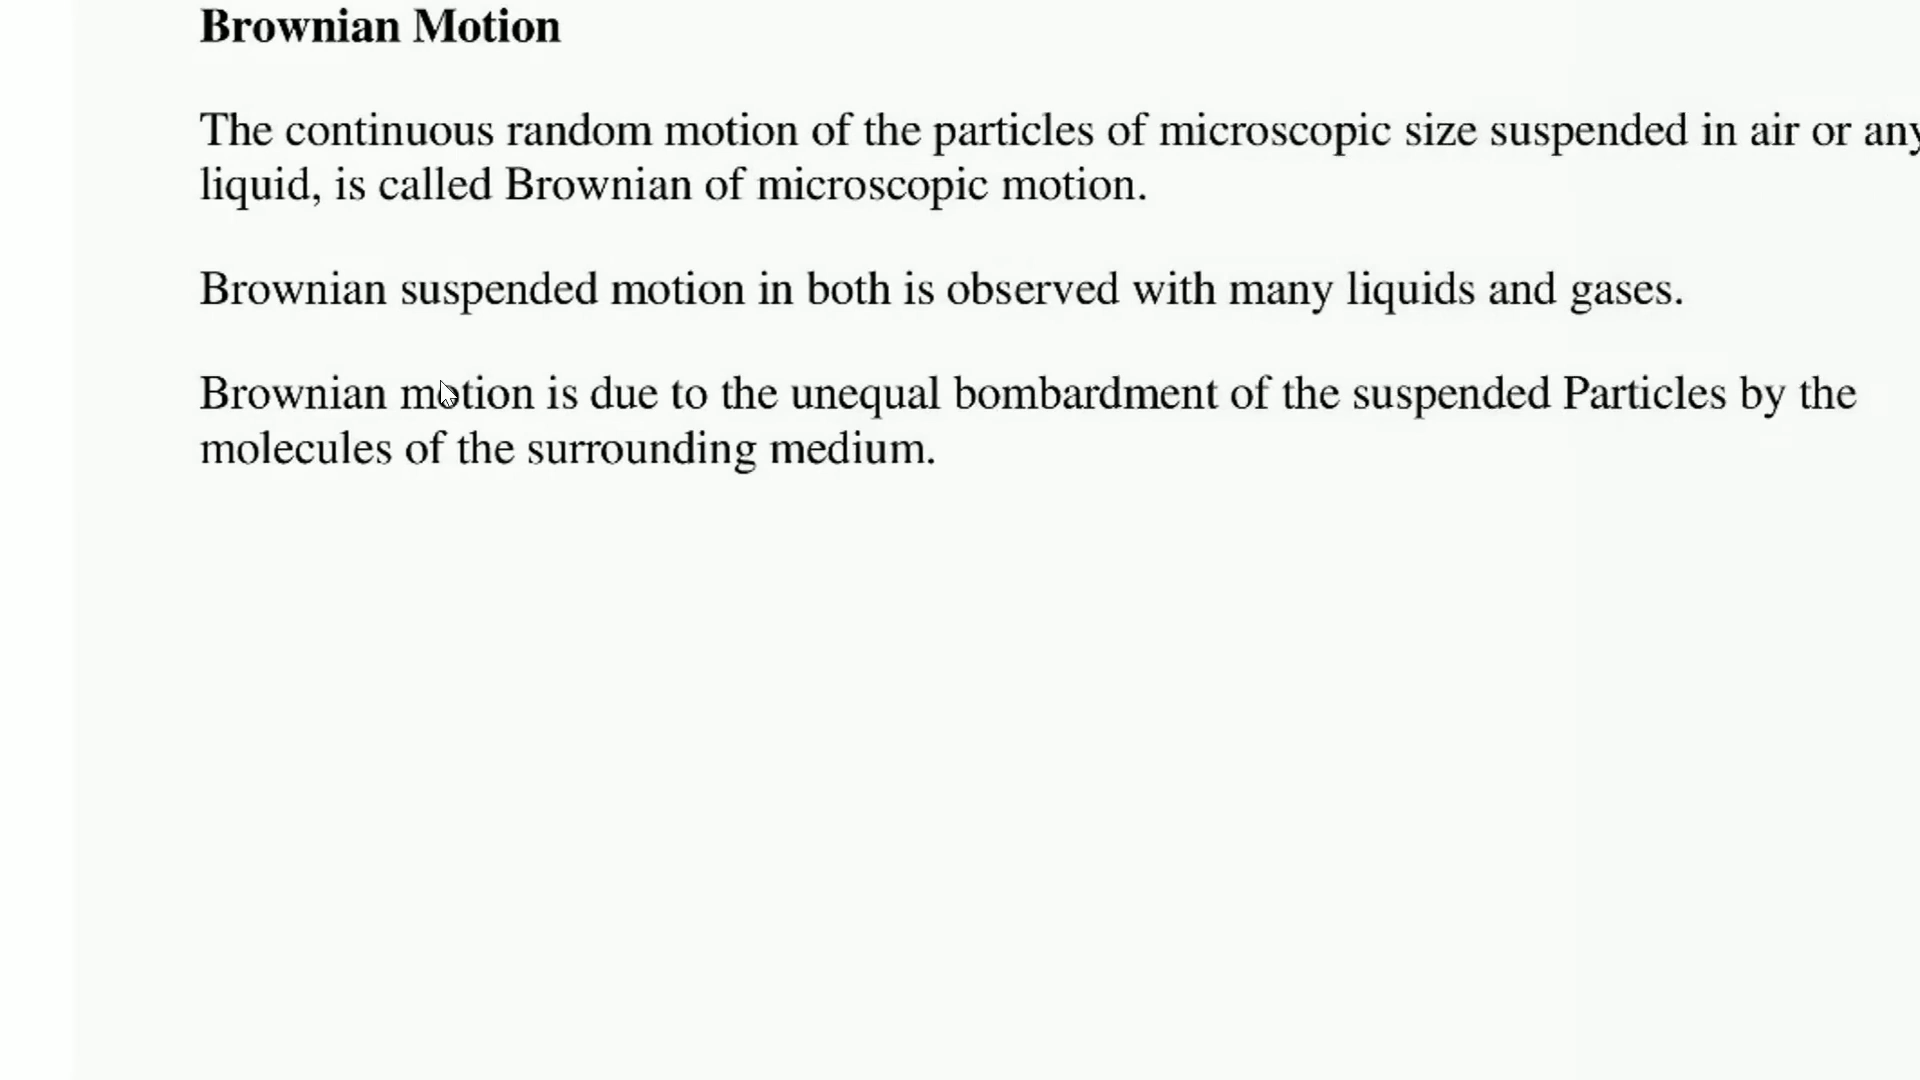 Brownian Motion
The continuous random motion of the particles of microscopic size suspended in air or any
liquid, is called Brownian of microscopic motion.
Brownian suspended motion in both is observed with many liquids and gases.
Brownian motion is due to the unequal bombardment of the suspended Particles by the
molecules of the surrounding medium.